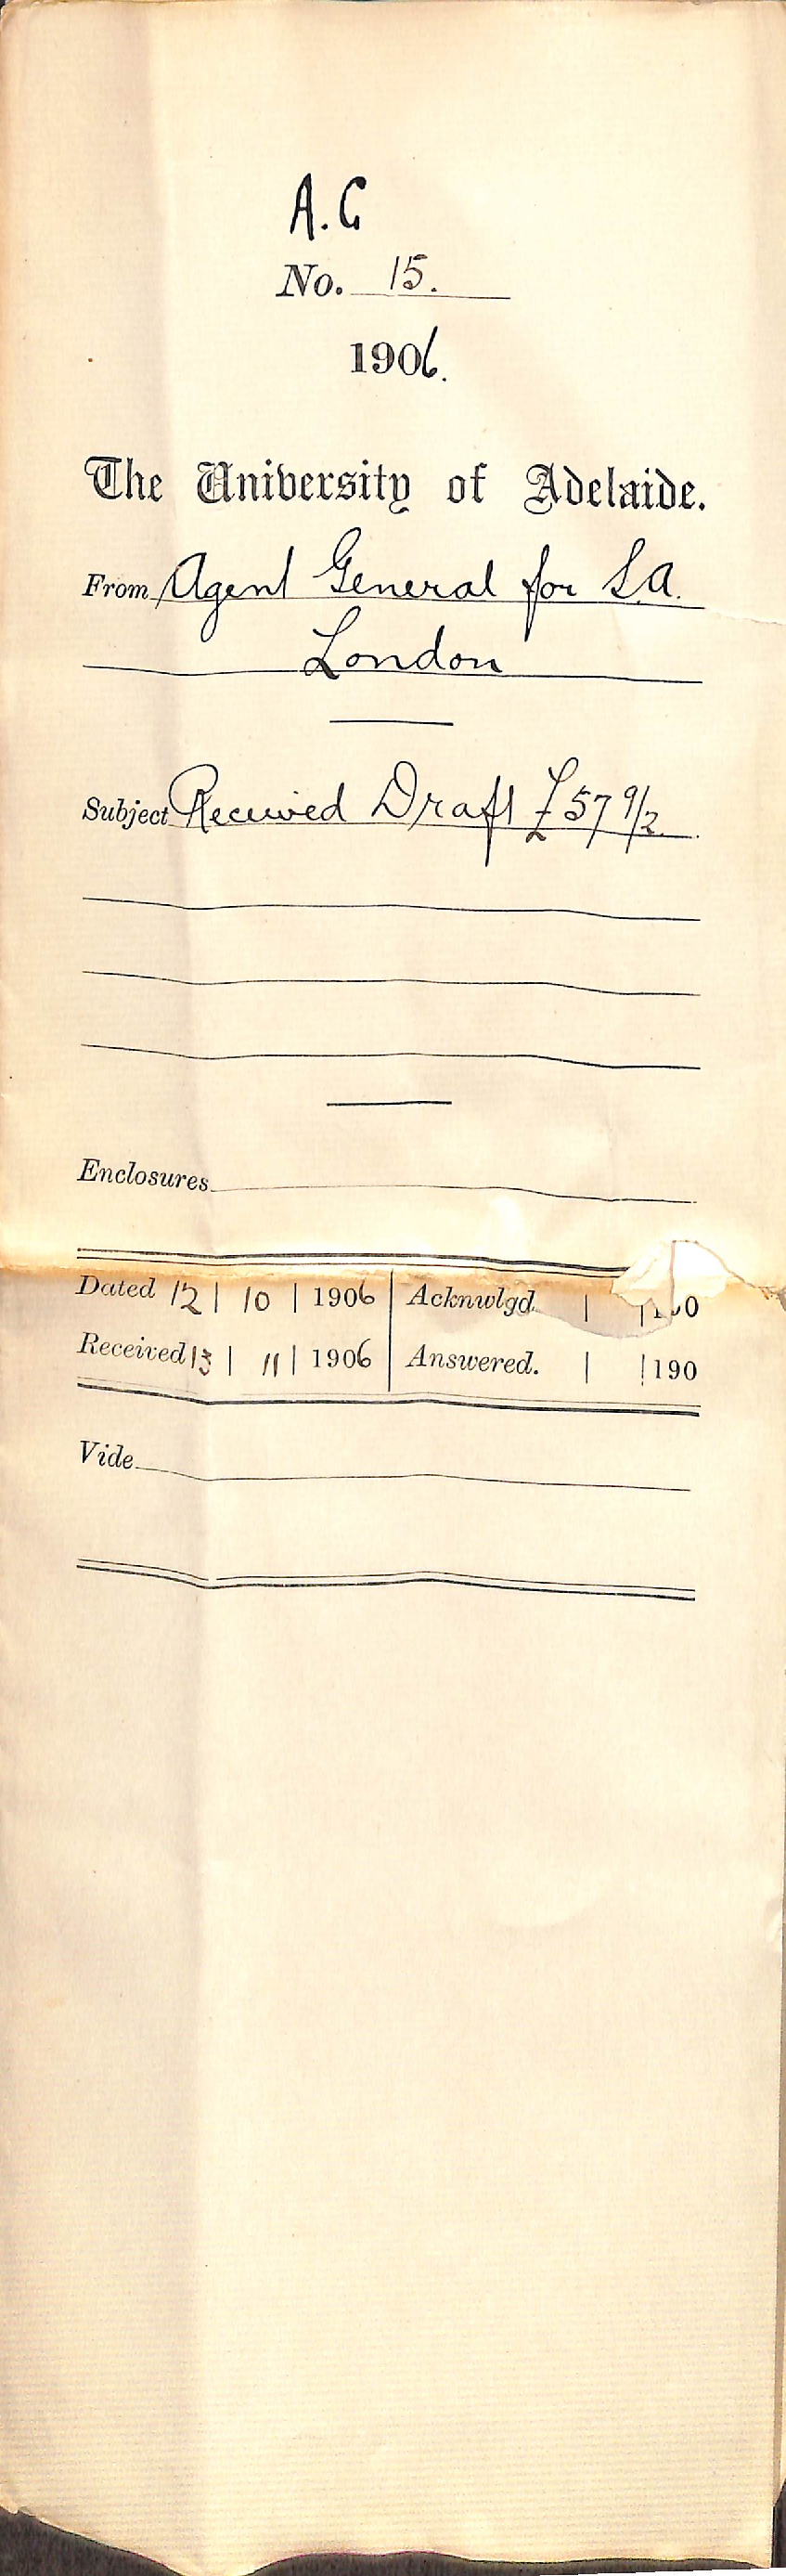 A.G
No. 15.
1906.
The University of Adelaide.
From Agent General for S.A.
London
Subject Received Draft £57 9/2.
Enclosures
Dated 12 | 10 | 1906 | Acknwlgd. | | 190
Received 13 | 11 | 1906 | Answered. | | 190
Vide